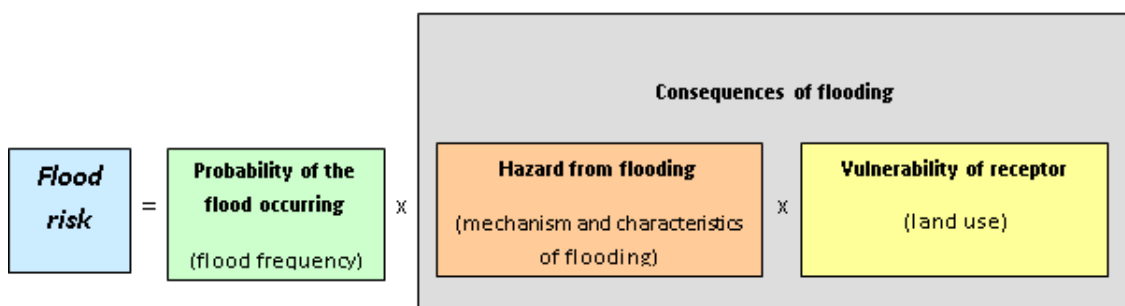 Consequences of flooding
Flood
risk
=
Probability of the
flood occurring
(flood frequency)
x
Hazard from flooding
(mechanism and characteristics
of flooding)
x
Vulnerability of receptor
(land use)